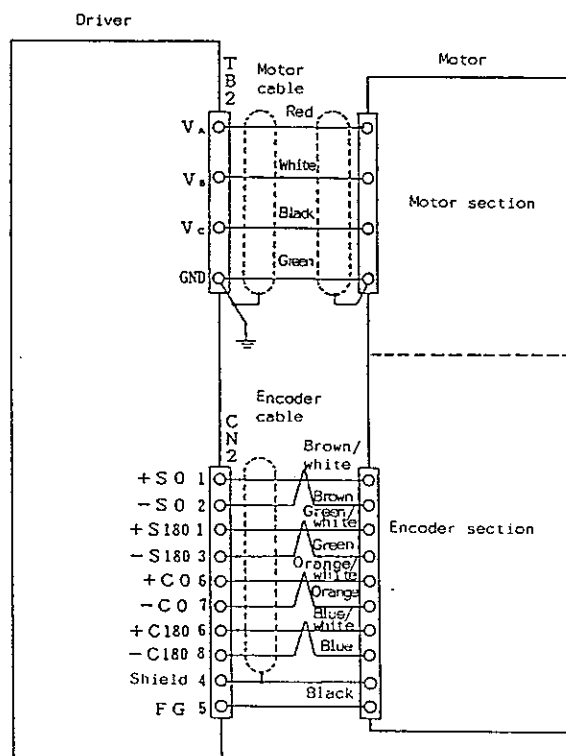 Driver
Motor
TB2
Motor
cable
Red
VA
White
VB
Motor section
Black
VC
Green
GND
Encoder
cable
CN2
Brown/
white
+S0 1
Brown
-S0 2
Green/
white
+S180 1
Encoder section
Green
-S180 3
Orange/
white
+C0 6
Orange
-C0 7
Blue/
white
+C180 6
Blue
-C180 8
Shield 4
Black
FG 5